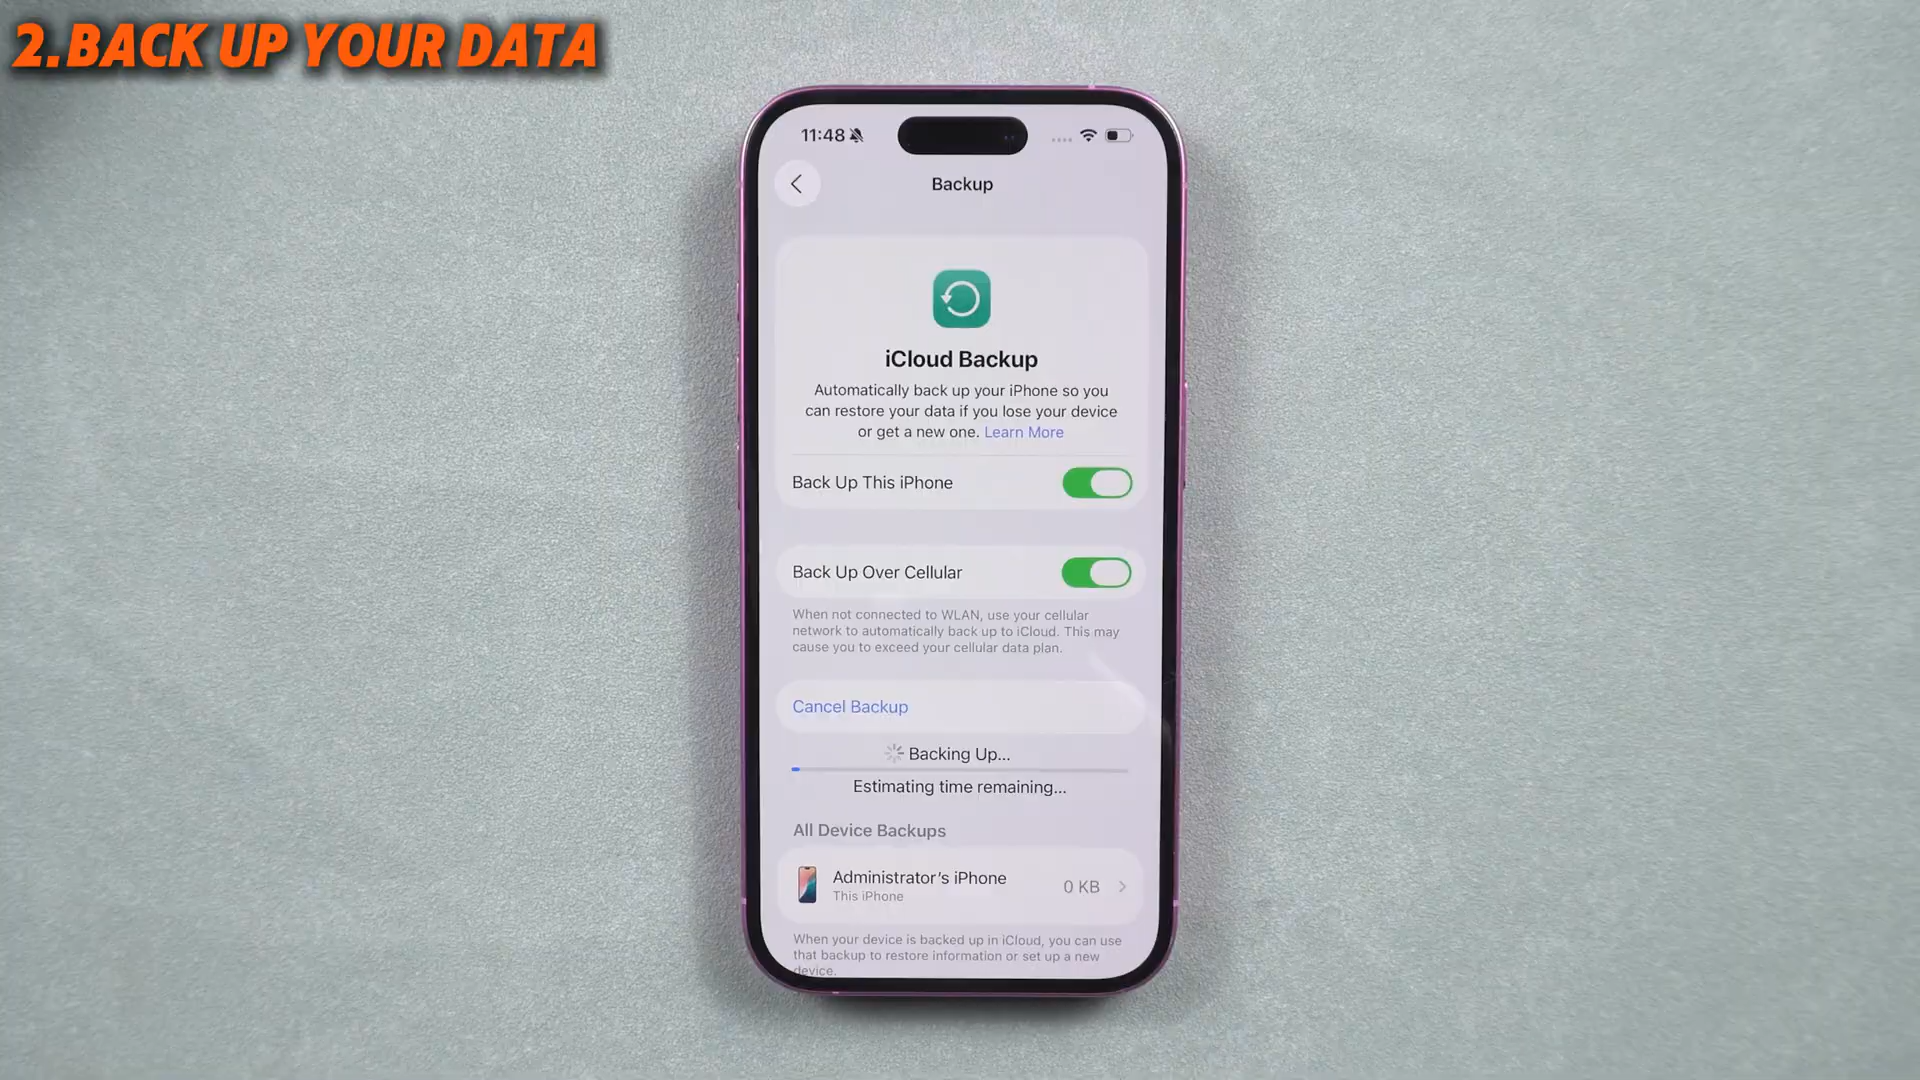 2.BACK UP YOUR DATA
11:48
Backup
iCloud Backup
Automatically back up your iPhone so you
can restore your data if you lose your device
or get a new one. Learn More
Back Up This iPhone
Back Up Over Cellular
When not connected to WLAN, use your cellular
network to automatically back up to iCloud. This may
cause you to exceed your cellular data plan.
Cancel Backup
Backing Up...
Estimating time remaining...
All Device Backups
Administrator's iPhone
This iPhone
0 KB
When your device is backed up in iCloud, you can use
that backup to restore information or set up a new
device.